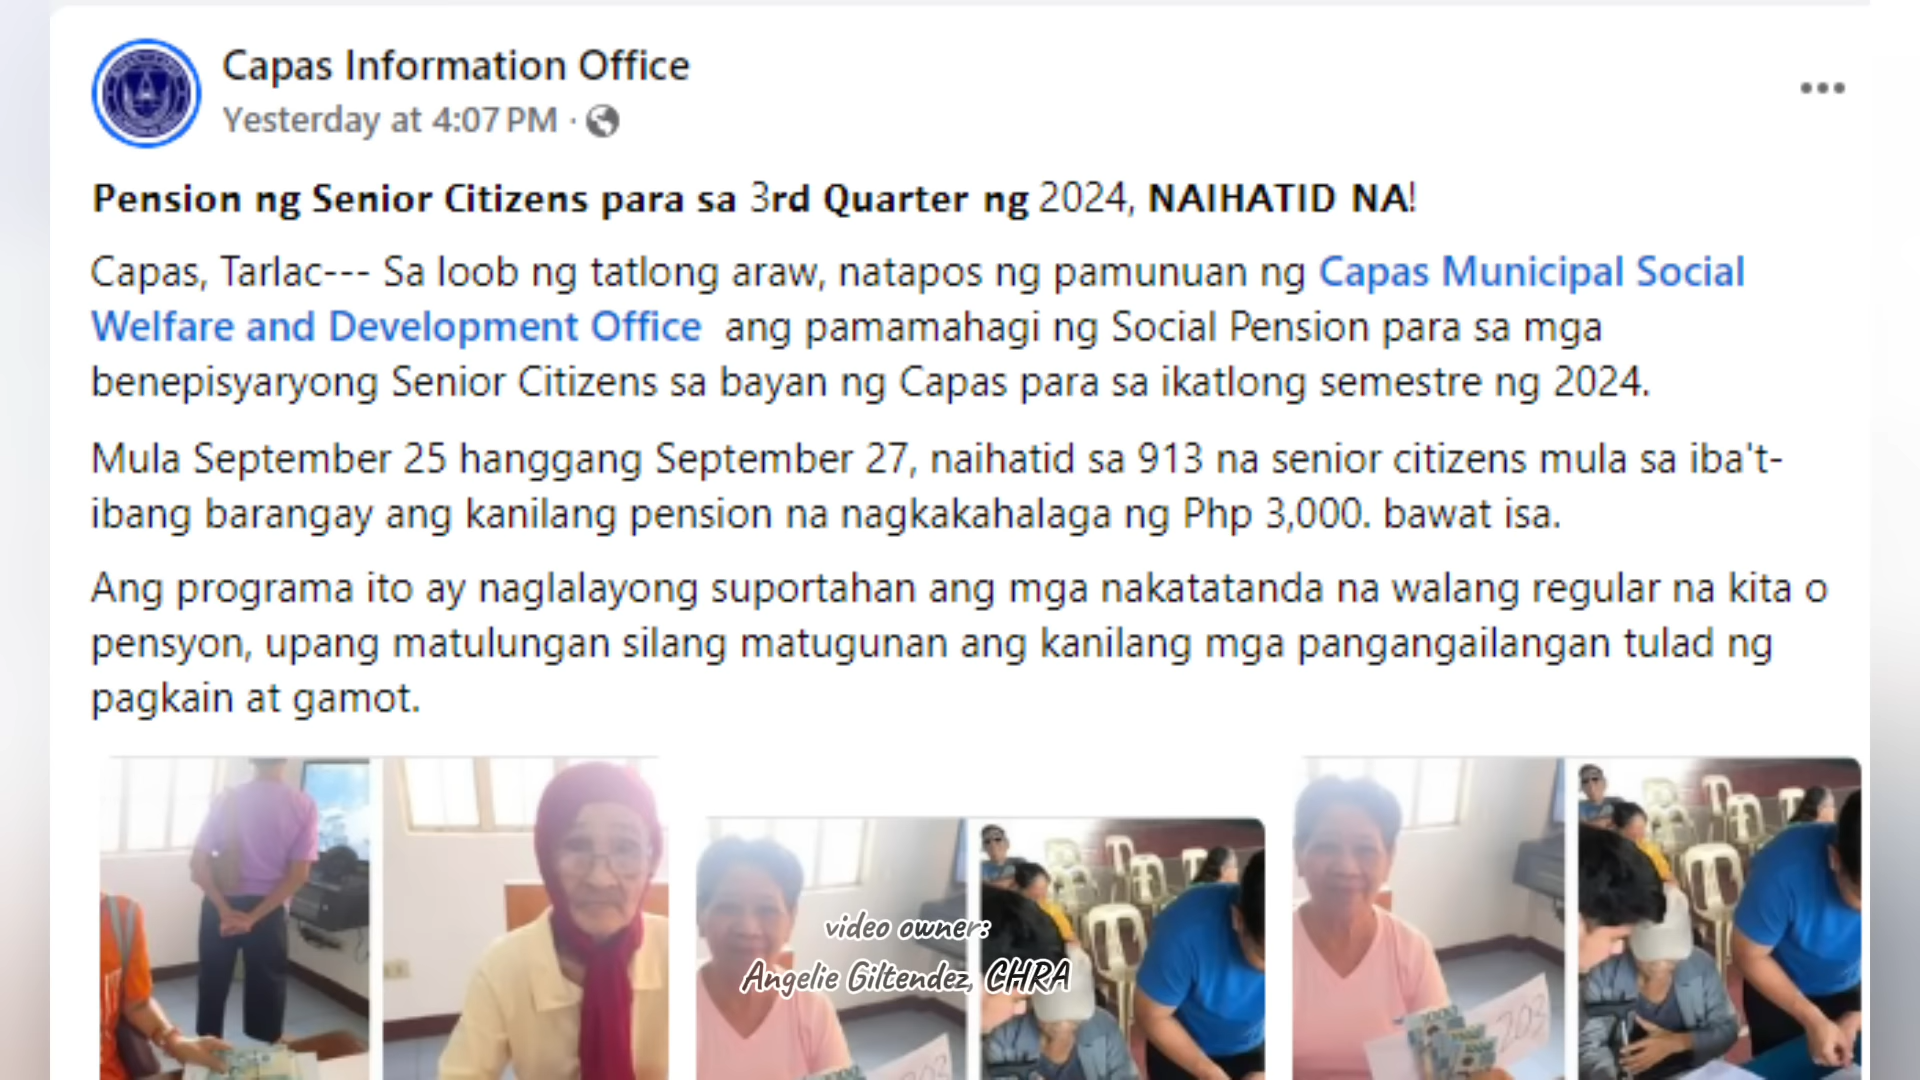 Capas Information Office
Yesterday at 4:07 PM ·
Pension ng Senior Citizens para sa 3rd Quarter ng 2024, NAIHATID NA!
Capas, Tarlac--- Sa loob ng tatlong araw, natapos ng pamunuan ng Capas Municipal Social
Welfare and Development Office ang pamamahagi ng Social Pension para sa mga
benepisyaryong Senior Citizens sa bayan ng Capas para sa ikatlong semestre ng 2024.
Mula September 25 hanggang September 27, naihatid sa 913 na senior citizens mula sa iba't-
ibang barangay ang kanilang pension na nagkakahalaga ng Php 3,000. bawat isa.
Ang programa ito ay naglalayong suportahan ang mga nakatatanda na walang regular na kita o
pensyon, upang matulungan silang matugunan ang kanilang mga pangangailangan tulad ng
pagkain at gamot.
video owner:
Angelie Giltendez, CHRA
203
203